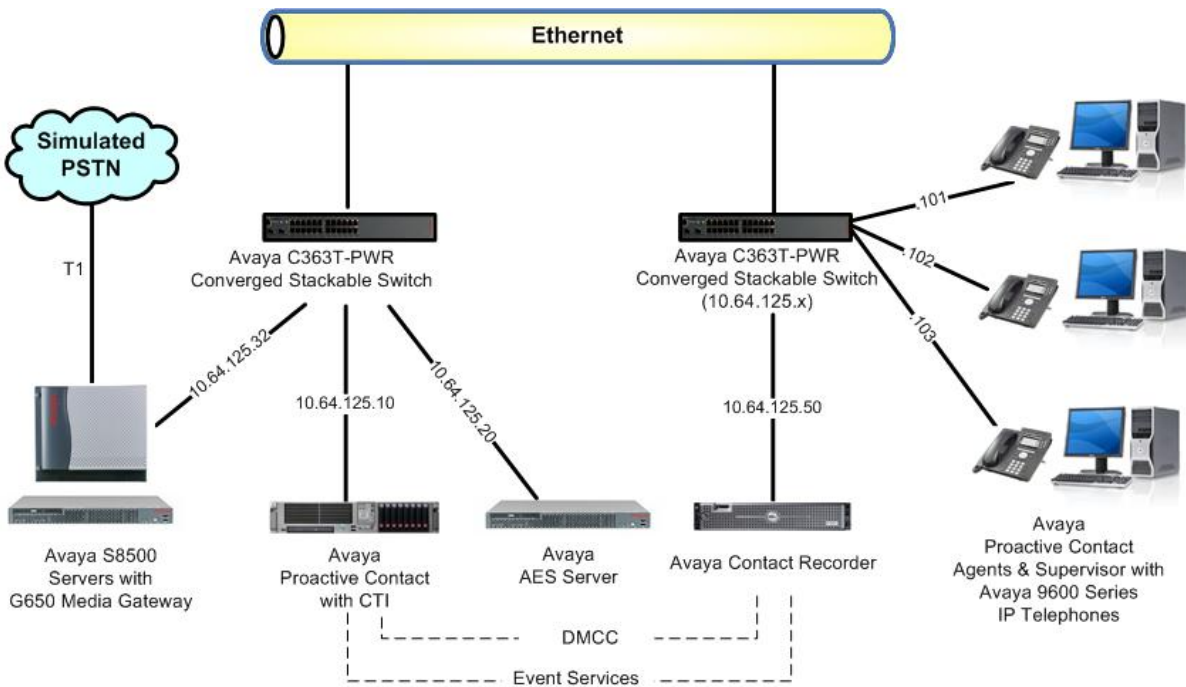 Ethernet
Simulated
PSTN
T1
Avaya C363T-PWR
Converged Stackable Switch
Avaya C363T-PWR
Converged Stackable Switch
(10.64.125.x)
.101
.102
.103
10.64.125.32
10.64.125.10
10.64.125.20
10.64.125.50
Avaya S8500
Servers with
G650 Media Gateway
Avaya
Proactive Contact
with CTI
Avaya
AES Server
Avaya Contact Recorder
Avaya
Proactive Contact
Agents & Supervisor with
Avaya 9600 Series
IP Telephones
DMCC
Event Services